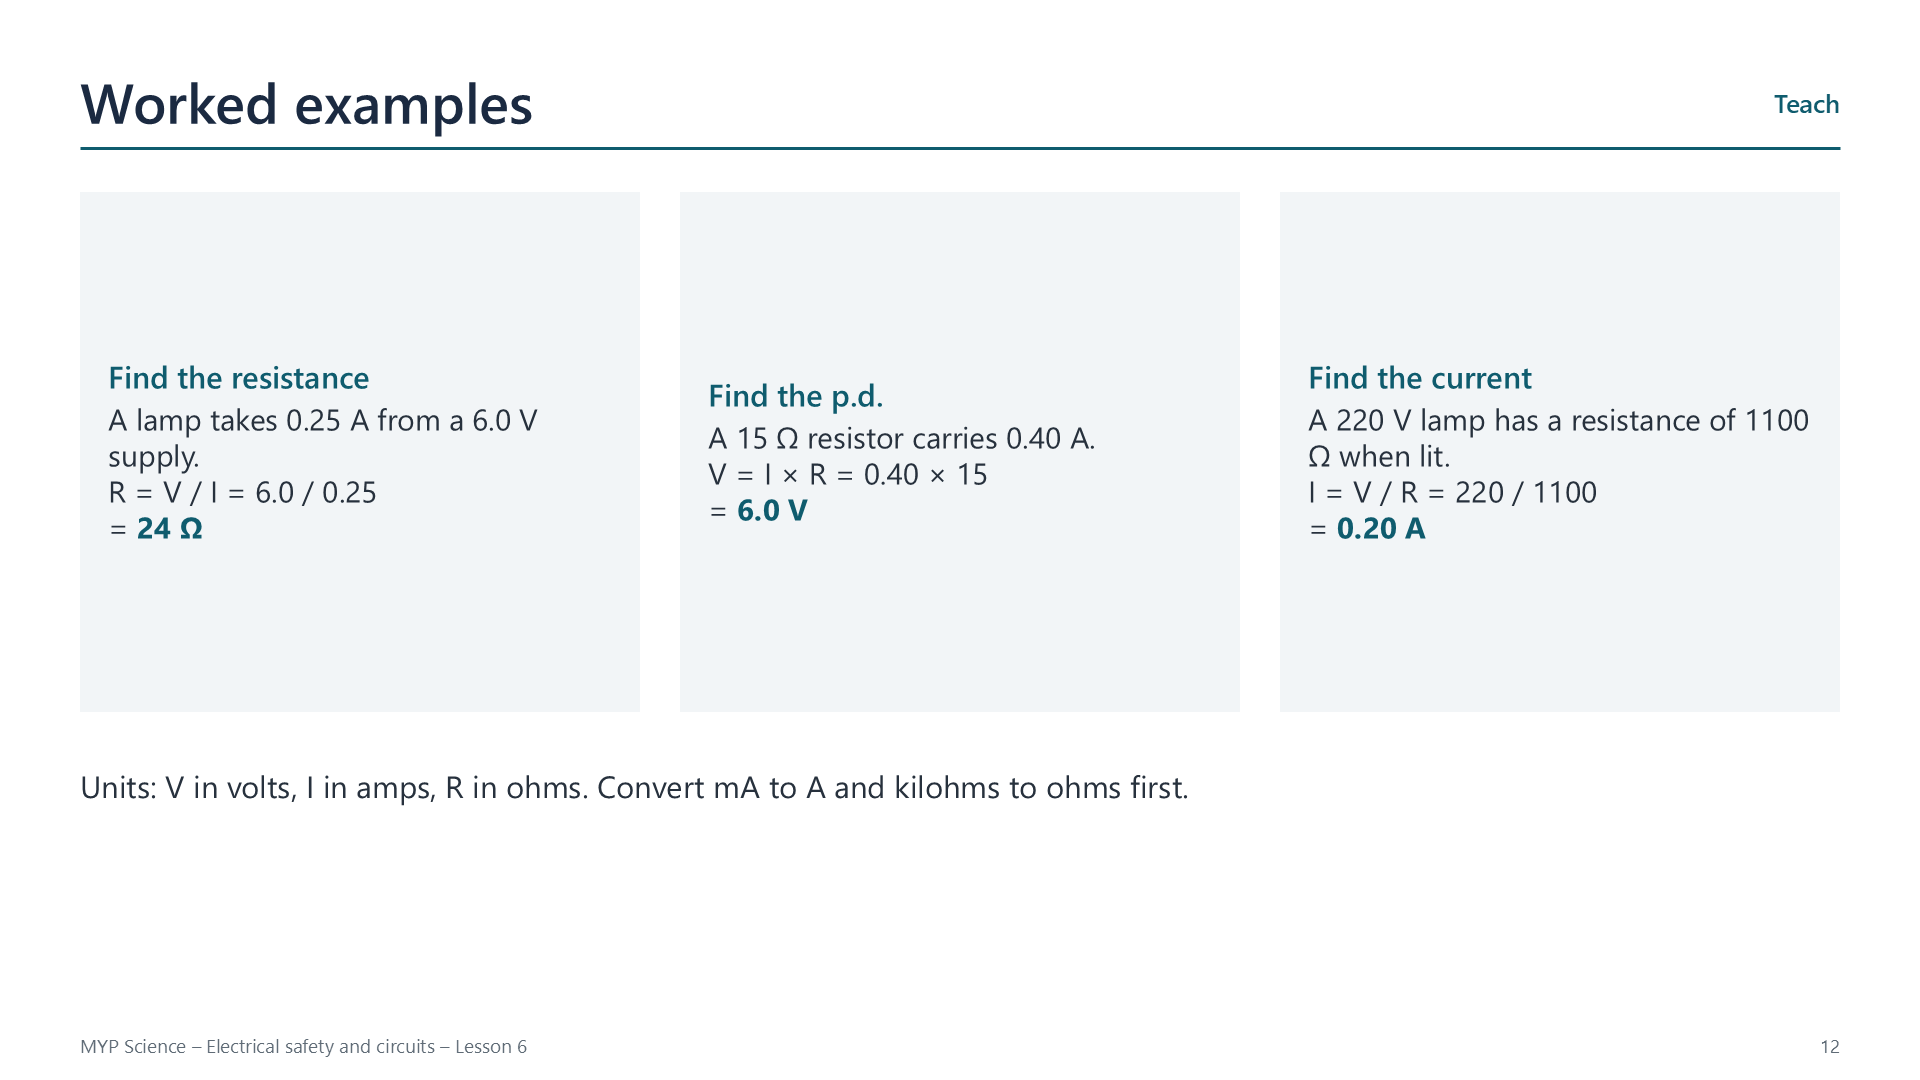 Worked examples
Teach
Find the resistance
A lamp takes 0.25 A from a 6.0 V
supply.
R = V / I = 6.0 / 0.25
= 24 Ω
Find the p.d.
A 15 Ω resistor carries 0.40 A.
V = I × R = 0.40 × 15
= 6.0 V
Find the current
A 220 V lamp has a resistance of 1100
Ω when lit.
I = V / R = 220 / 1100
= 0.20 A
Units: V in volts, I in amps, R in ohms. Convert mA to A and kilohms to ohms first.
MYP Science – Electrical safety and circuits – Lesson 6
12